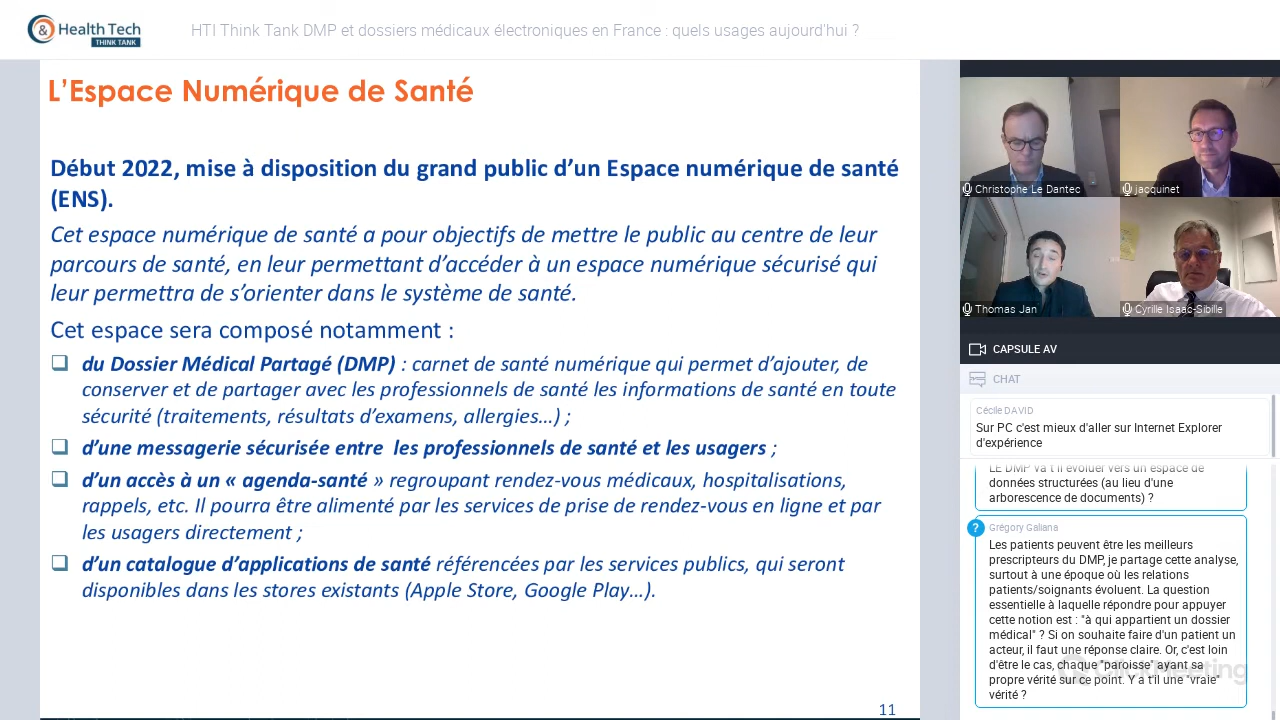 & Health Tech
THINK TANK
HTI Think Tank DMP et dossiers médicaux électroniques en France : quels usages aujourd'hui ?
L'Espace Numérique de Santé
Début 2022, mise à disposition du grand public d'un Espace numérique de santé
(ENS).
Cet espace numérique de santé a pour objectifs de mettre le public au centre de leur
parcours de santé, en leur permettant d'accéder à un espace numérique sécurisé qui
leur permettra de s'orienter dans le système de santé.
Cet espace sera composé notamment :
❑ du Dossier Médical Partagé (DMP) : carnet de santé numérique qui permet d'ajouter, de
conserver et de partager avec les professionnels de santé les informations de santé en toute
sécurité (traitements, résultats d'examens, allergies...) ;
❑ d'une messagerie sécurisée entre les professionnels de santé et les usagers ;
❑ d'un accès à un « agenda-santé » regroupant rendez-vous médicaux, hospitalisations,
rappels, etc. Il pourra être alimenté par les services de prise de rendez-vous en ligne et par
les usagers directement ;
❑ d'un catalogue d'applications de santé référencées par les services publics, qui seront
disponibles dans les stores existants (Apple Store, Google Play...).
11
Christophe Le Dantec
jacquinet
Thomas Jan
Cyrille Isaac-Sibille
CAPSULE AV
CHAT
Cécile DAVID
Sur PC c'est mieux d'aller sur Internet Explorer
d'expérience
LE DMP va t il évoluer vers un espace de
données structurées (au lieu d'une
arborescence de documents) ?
?
Grégory Galiana
Les patients peuvent être les meilleurs
prescripteurs du DMP, je partage cette analyse,
surtout à une époque où les relations
patients/soignants évoluent. La question
essentielle à laquelle répondre pour appuyer
cette notion est : "à qui appartient un dossier
médical" ? Si on souhaite faire d'un patient un
acteur, il faut une réponse claire. Or, c'est loin
d'être le cas, chaque "paroisse" ayant sa
propre vérité sur ce point. Y a t'il une "vraie"
vérité ?
ClickMeeting